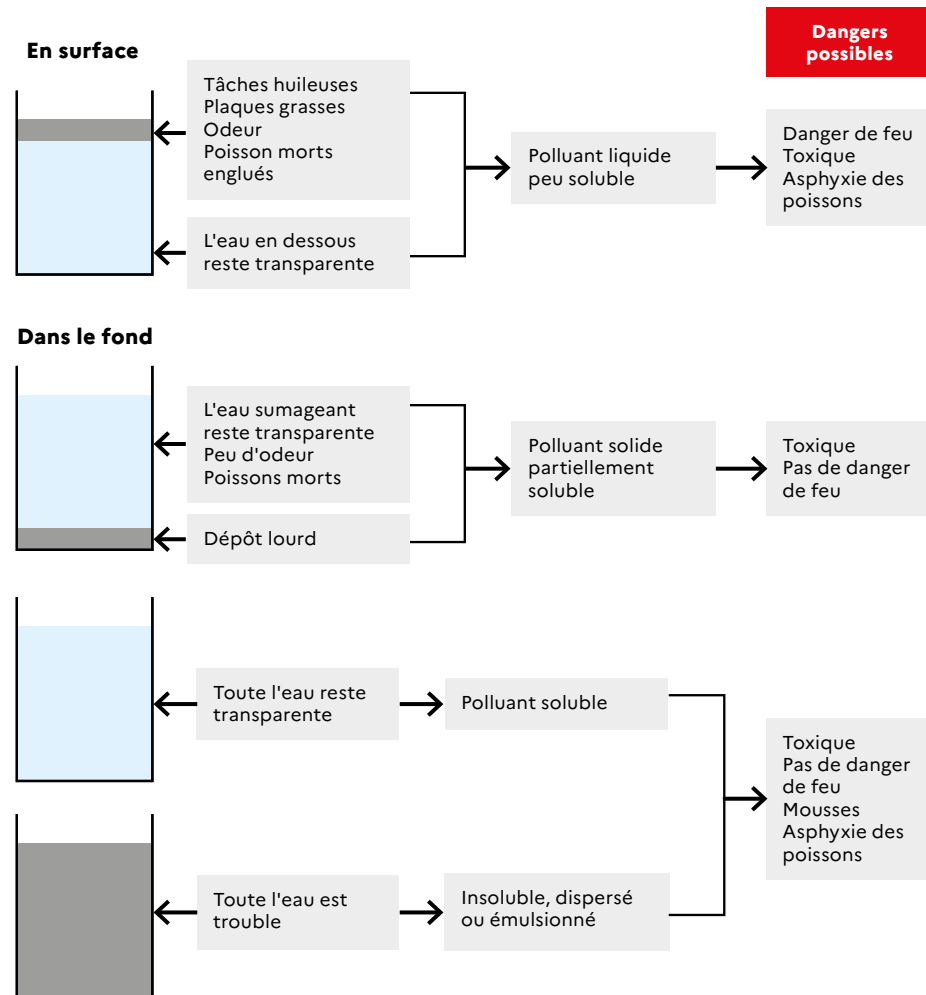 Dangers
possibles
En surface
Tâches huileuses
Plaques grasses
Odeur
Poisson morts
englués
L'eau en dessous
reste transparente
Polluant liquide
peu soluble
Danger de feu
Toxique
Asphyxie des
poissons
Dans le fond
L'eau sumageant
reste transparente
Peu d'odeur
Poissons morts
Dépôt lourd
Polluant solide
partiellement
soluble
Toxique
Pas de danger
de feu
Toute l'eau reste
transparente
Polluant soluble
Toute l'eau est
trouble
Insoluble, dispersé
ou émulsionné
Toxique
Pas de danger
de feu
Mousses
Asphyxie des
poissons